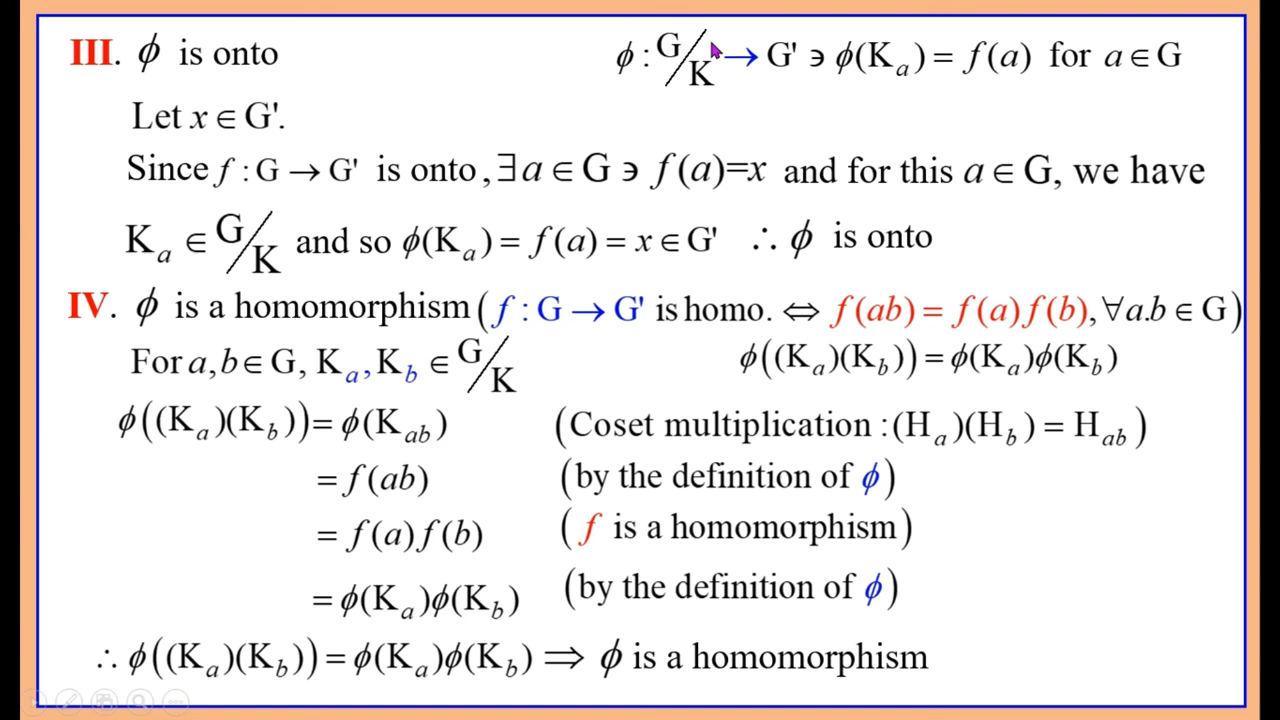 III. ϕ is onto ϕ : G/K → G' ∋ ϕ(Kₐ) = f(a) for a ∈ G
Let x ∈ G'.
Since f : G → G' is onto, ∃ a ∈ G ∋ f(a)=x and for this a ∈ G, we have
Kₐ ∈ G/K and so ϕ(Kₐ) = f(a) = x ∈ G' ∴ ϕ is onto
IV. ϕ is a homomorphism ( f : G → G' is homo. ⇔ f(ab) = f(a) f(b), ∀a.b ∈ G)
For a, b ∈ G, K_a, K_b ∈ G/K ϕ((K_a)(K_b)) = ϕ(K_a)ϕ(K_b)
ϕ((K_a)(K_b)) = ϕ(K_ab) (Coset multiplication : (H_a)(H_b) = H_ab)
= f(ab) (by the definition of ϕ)
= f(a) f(b) ( f is a homomorphism)
= ϕ(K_a)ϕ(K_b) (by the definition of ϕ)
∴ ϕ((K_a)(K_b)) = ϕ(K_a)ϕ(K_b) ⇒ ϕ is a homomorphism